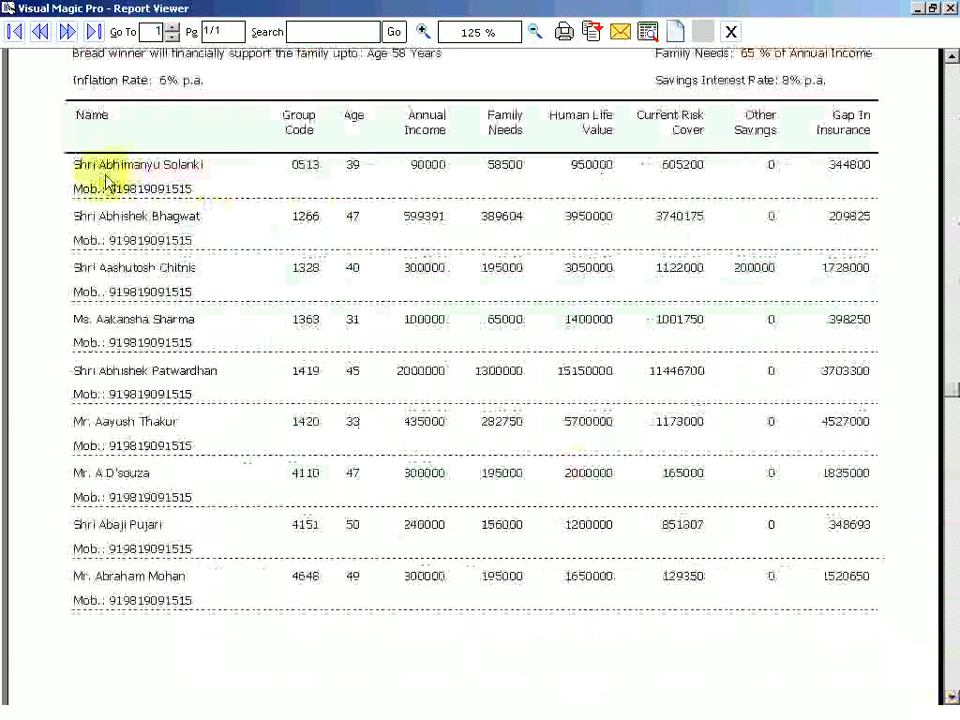 Visual Magic Pro - Report Viewer
Go To 1 Pg 1/1 Search Go 125 % X
Bread winner will financially support the family upto: Age 58 Years Family Needs: 65 % of Annual Income
Inflation Rate: 6% p.a. Savings Interest Rate: 8% p.a.
Name Group Code Age Annual Income Family Needs Human Life Value Current Risk Cover Other Savings Gap In Insurance
Shri Abhimanyu Solanki 0513 39 90000 58500 950000 605200 0 344800
Mob.: 919819091515
Shri Abhishek Bhagwat 1266 47 599391 389604 3950000 3740175 0 209825
Mob.: 919819091515
Shri Aashutosh Chitnis 1328 40 300000 195000 3050000 1122000 200000 1728000
Mob.: 919819091515
Ms. Aakansha Sharma 1363 31 100000 65000 1400000 1001750 0 398250
Mob.: 919819091515
Shri Abhishek Patwardhan 1419 45 2000000 1300000 15150000 11446700 0 3703300
Mob.: 919819091515
Mr. Aayush Thakur 1420 33 435000 282750 5700000 1173000 0 4527000
Mob.: 919819091515
Mr. A D'souza 4110 47 300000 195000 2000000 165000 0 1835000
Mob.: 919819091515
Shri Abaji Pujari 4151 50 240000 156000 1200000 851307 0 348693
Mob.: 919819091515
Mr. Abraham Mohan 4648 49 300000 195000 1650000 129350 0 1520650
Mob.: 919819091515